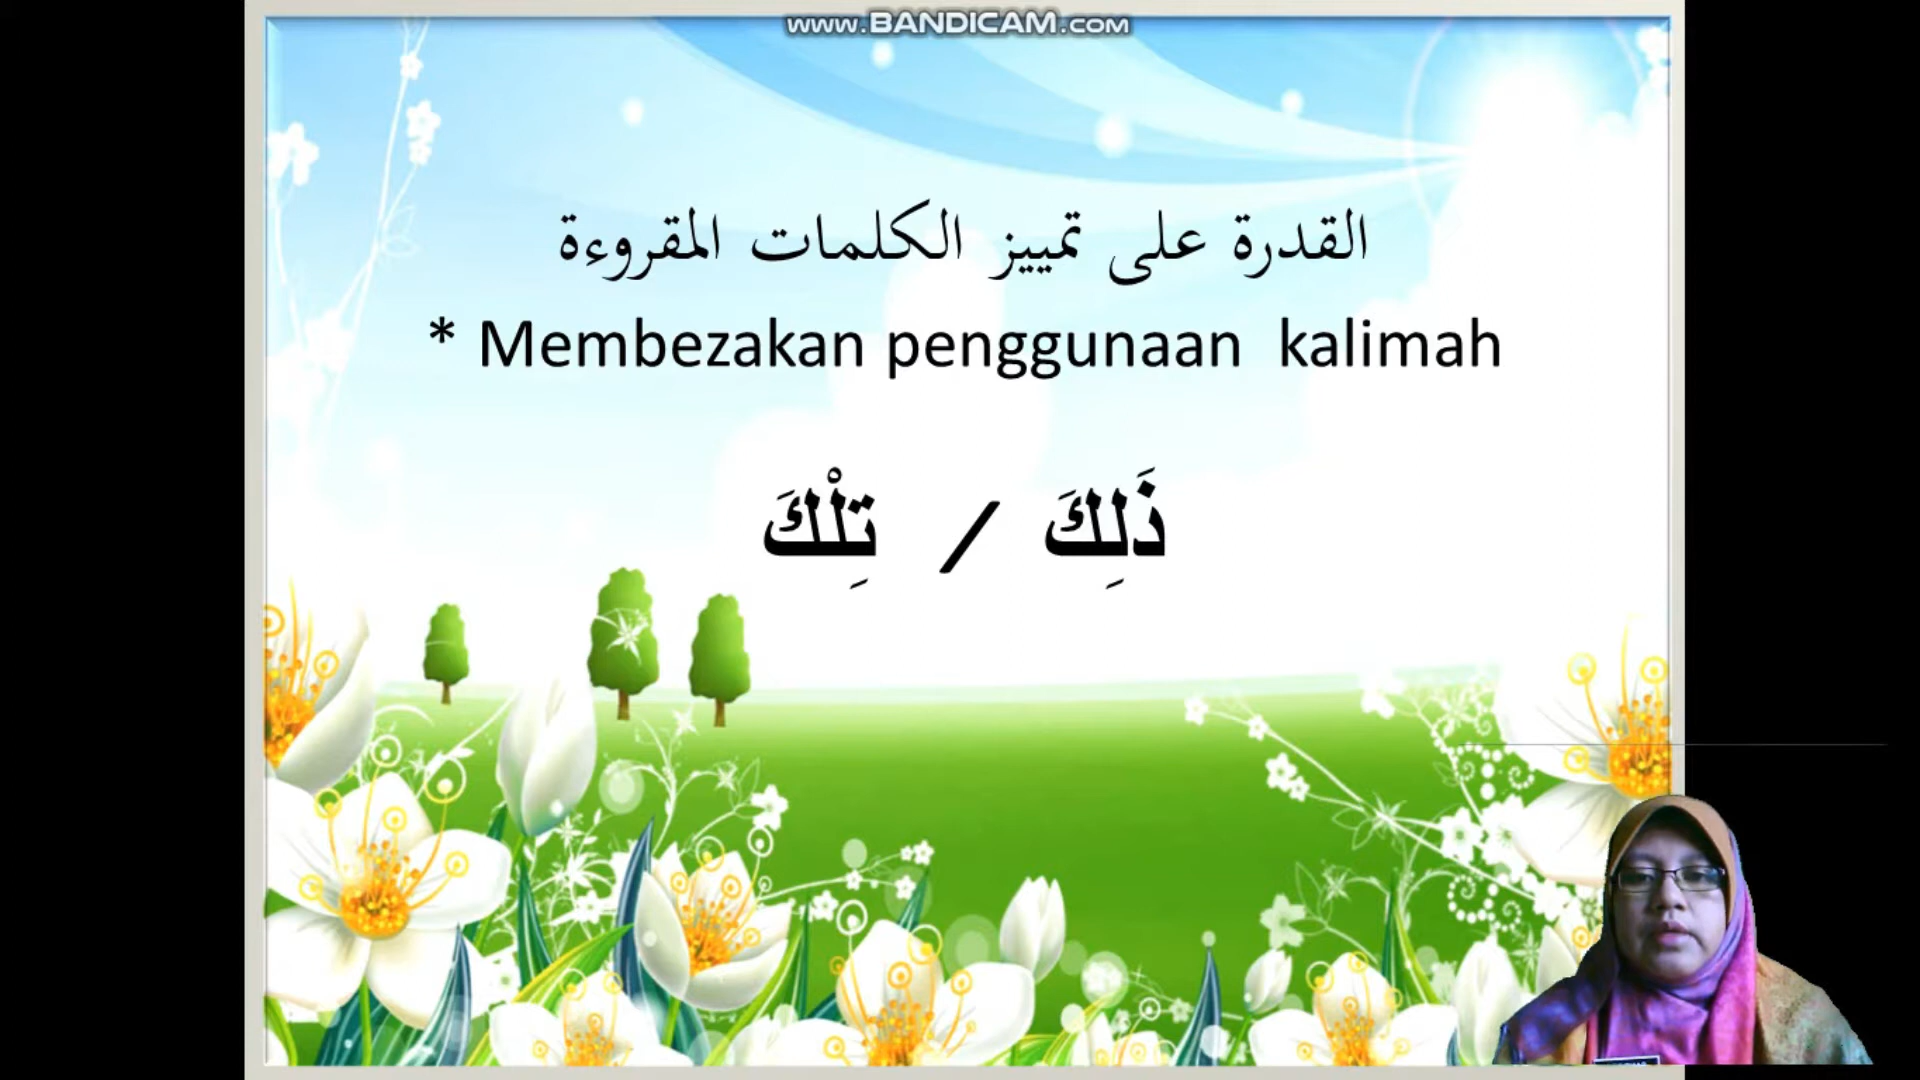 www.BANDICAM.com
القدرة على تمييز الكلمات المقروءة
* Membezakan penggunaan kalimah
ذَلِكَ / تِلْكَ